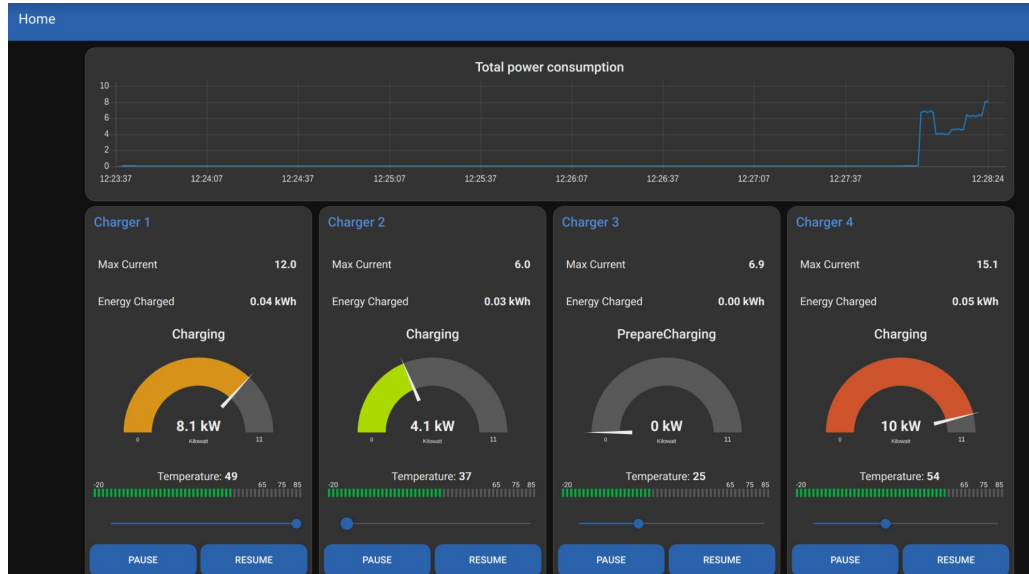 Home
Total power consumption
10
8
6
4
2
0
12:23:37 12:24:07 12:24:37 12:25:07 12:25:37 12:26:07 12:26:37 12:27:07 12:27:37 12:28:24
Charger 1
Max Current 12.0
Energy Charged 0.04 kWh
Charging
8.1 kW
0 Kilowatt 11
Temperature: 49
-20 65 75 85
PAUSE RESUME
Charger 2
Max Current 6.0
Energy Charged 0.03 kWh
Charging
4.1 kW
0 Kilowatt 11
Temperature: 37
-20 65 75 85
PAUSE RESUME
Charger 3
Max Current 6.9
Energy Charged 0.00 kWh
PrepareCharging
0 kW
0 Kilowatt 11
Temperature: 25
-20 65 75 85
PAUSE RESUME
Charger 4
Max Current 15.1
Energy Charged 0.05 kWh
Charging
10 kW
0 Kilowatt 11
Temperature: 54
-20 65 75 85
PAUSE RESUME